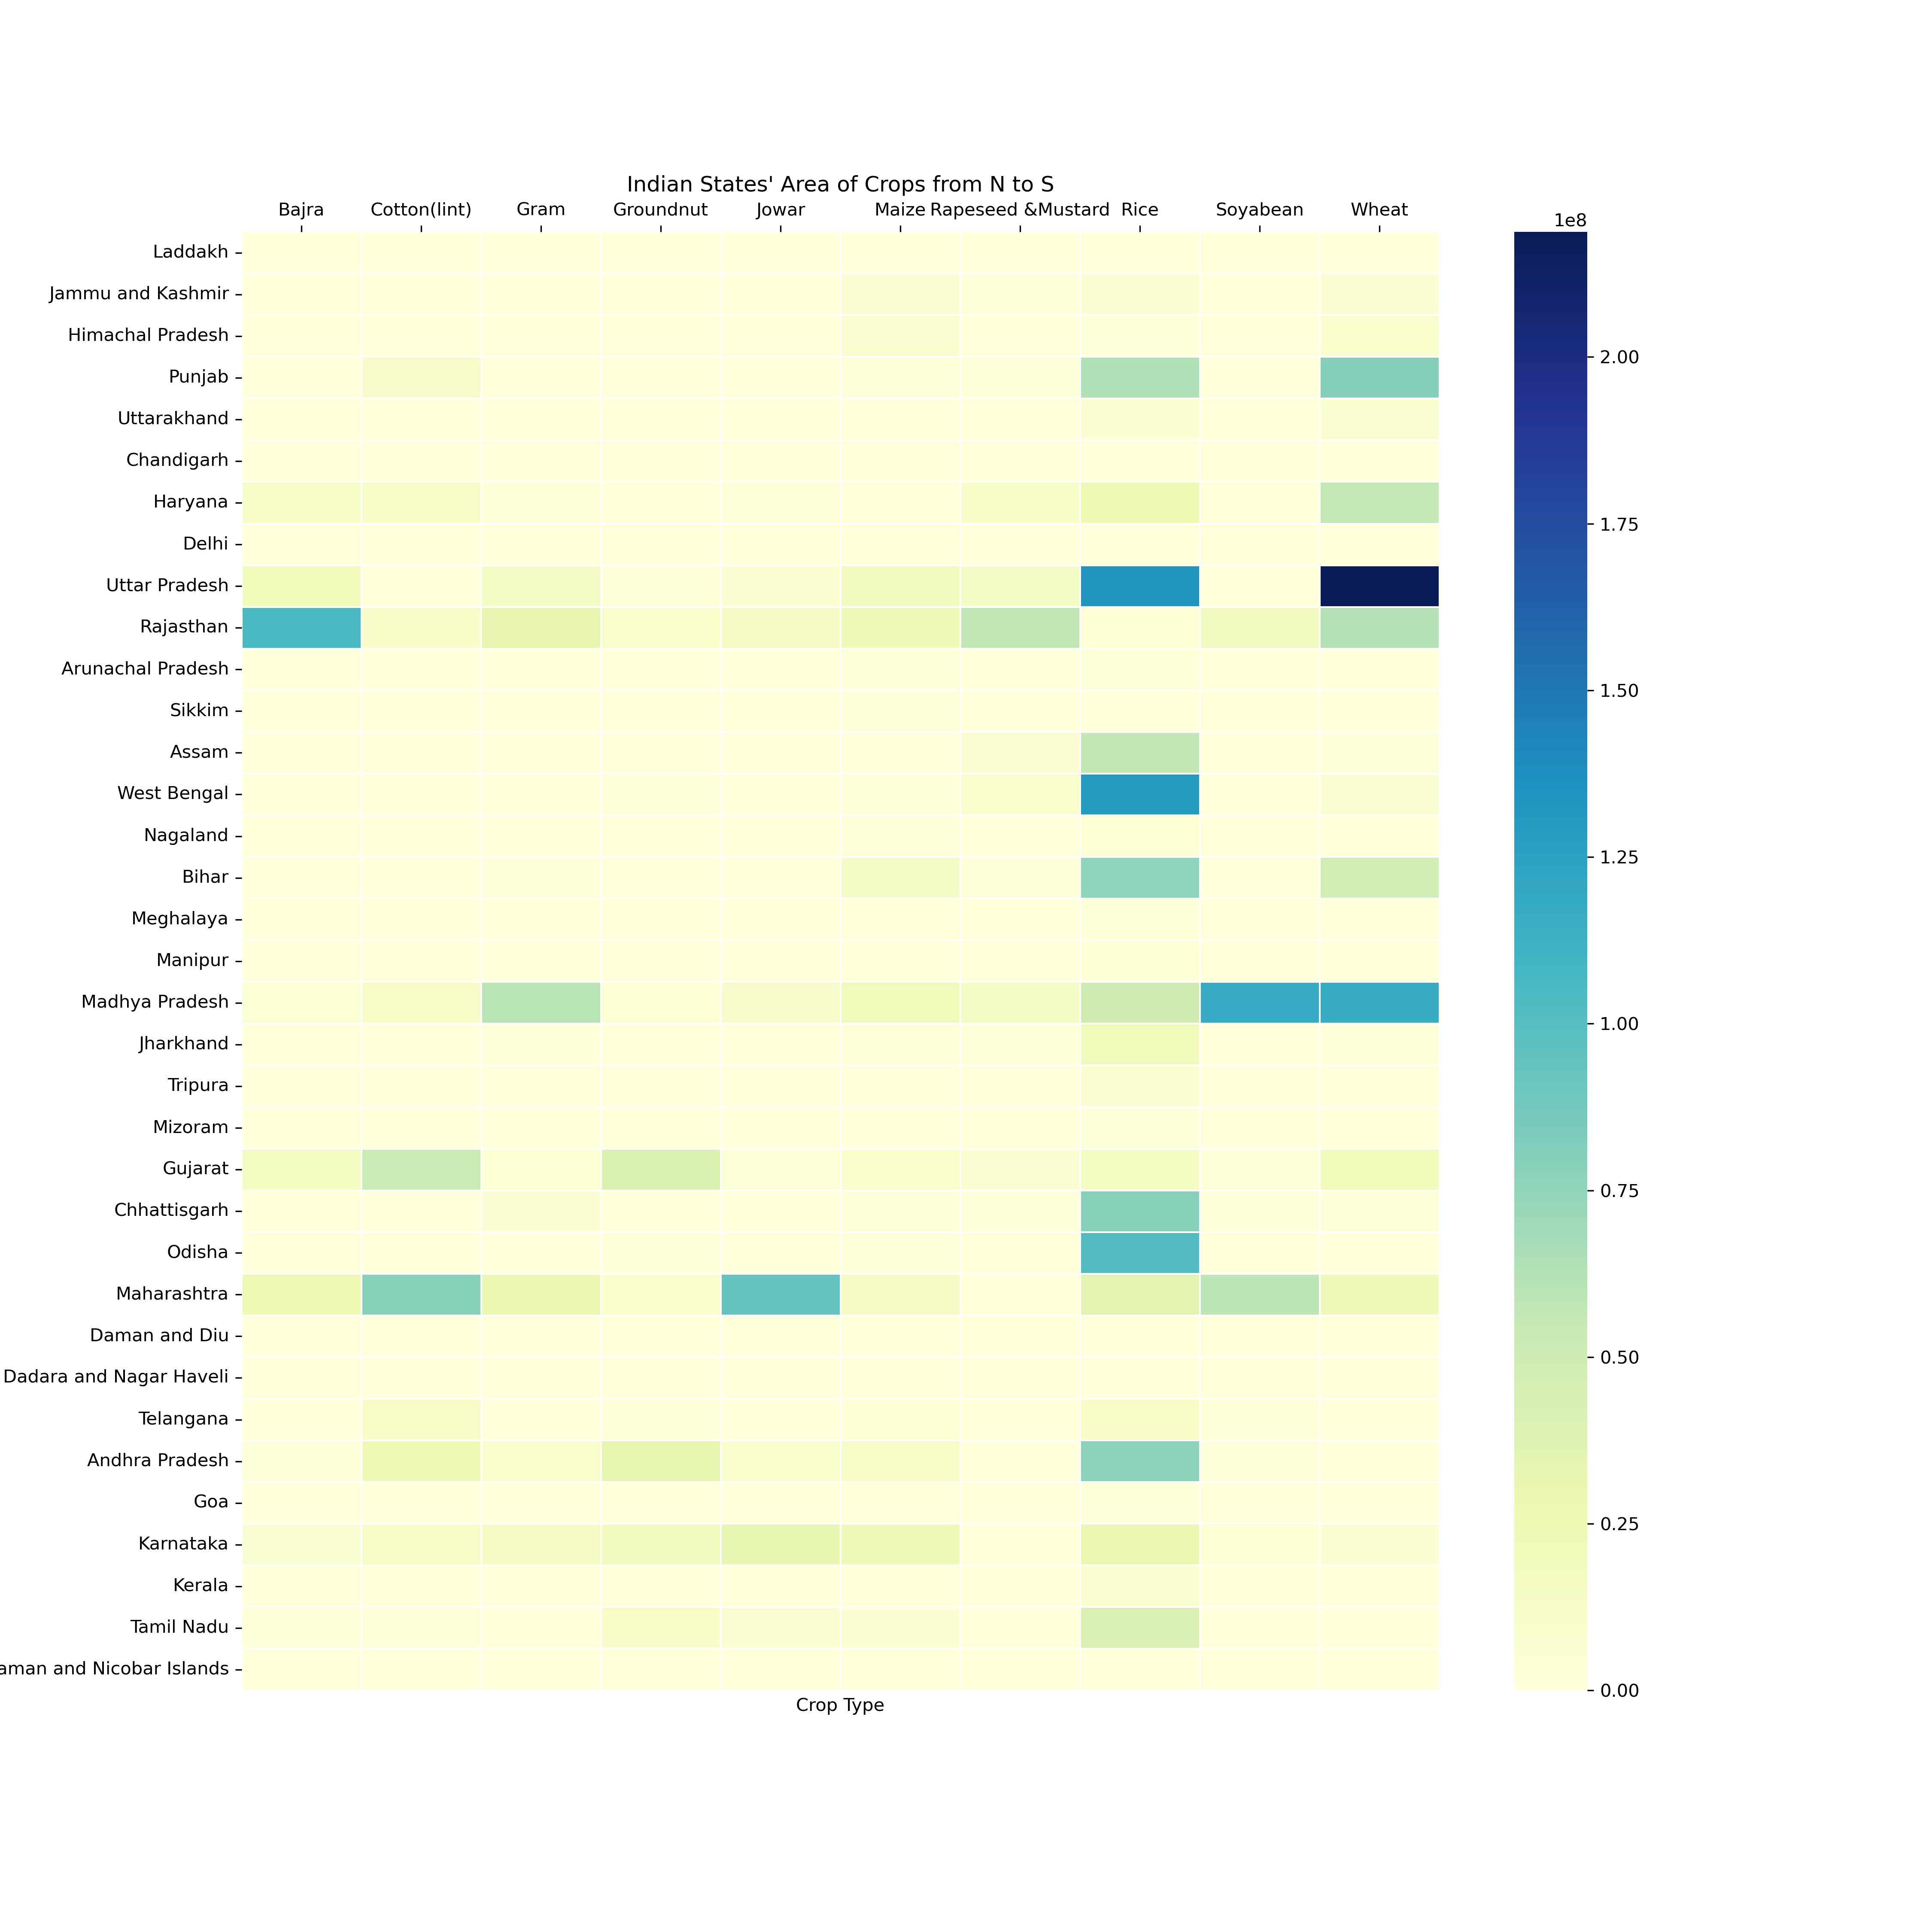 Indian States' Area of Crops from N to S
Bajra Cotton(lint) Gram Groundnut Jowar Maize Rapeseed &Mustard Rice Soyabean Wheat
1e8
Laddakh
Jammu and Kashmir
Himachal Pradesh
Punjab
Uttarakhand
Chandigarh
Haryana
Delhi
Uttar Pradesh
Rajasthan
Arunachal Pradesh
Sikkim
Assam
West Bengal
Nagaland
Bihar
Meghalaya
Manipur
Madhya Pradesh
Jharkhand
Tripura
Mizoram
Gujarat
Chhattisgarh
Odisha
Maharashtra
Daman and Diu
Dadara and Nagar Haveli
Telangana
Andhra Pradesh
Goa
Karnataka
Kerala
Tamil Nadu
aman and Nicobar Islands
Crop Type
2.00
1.75
1.50
1.25
1.00
0.75
0.50
0.25
0.00